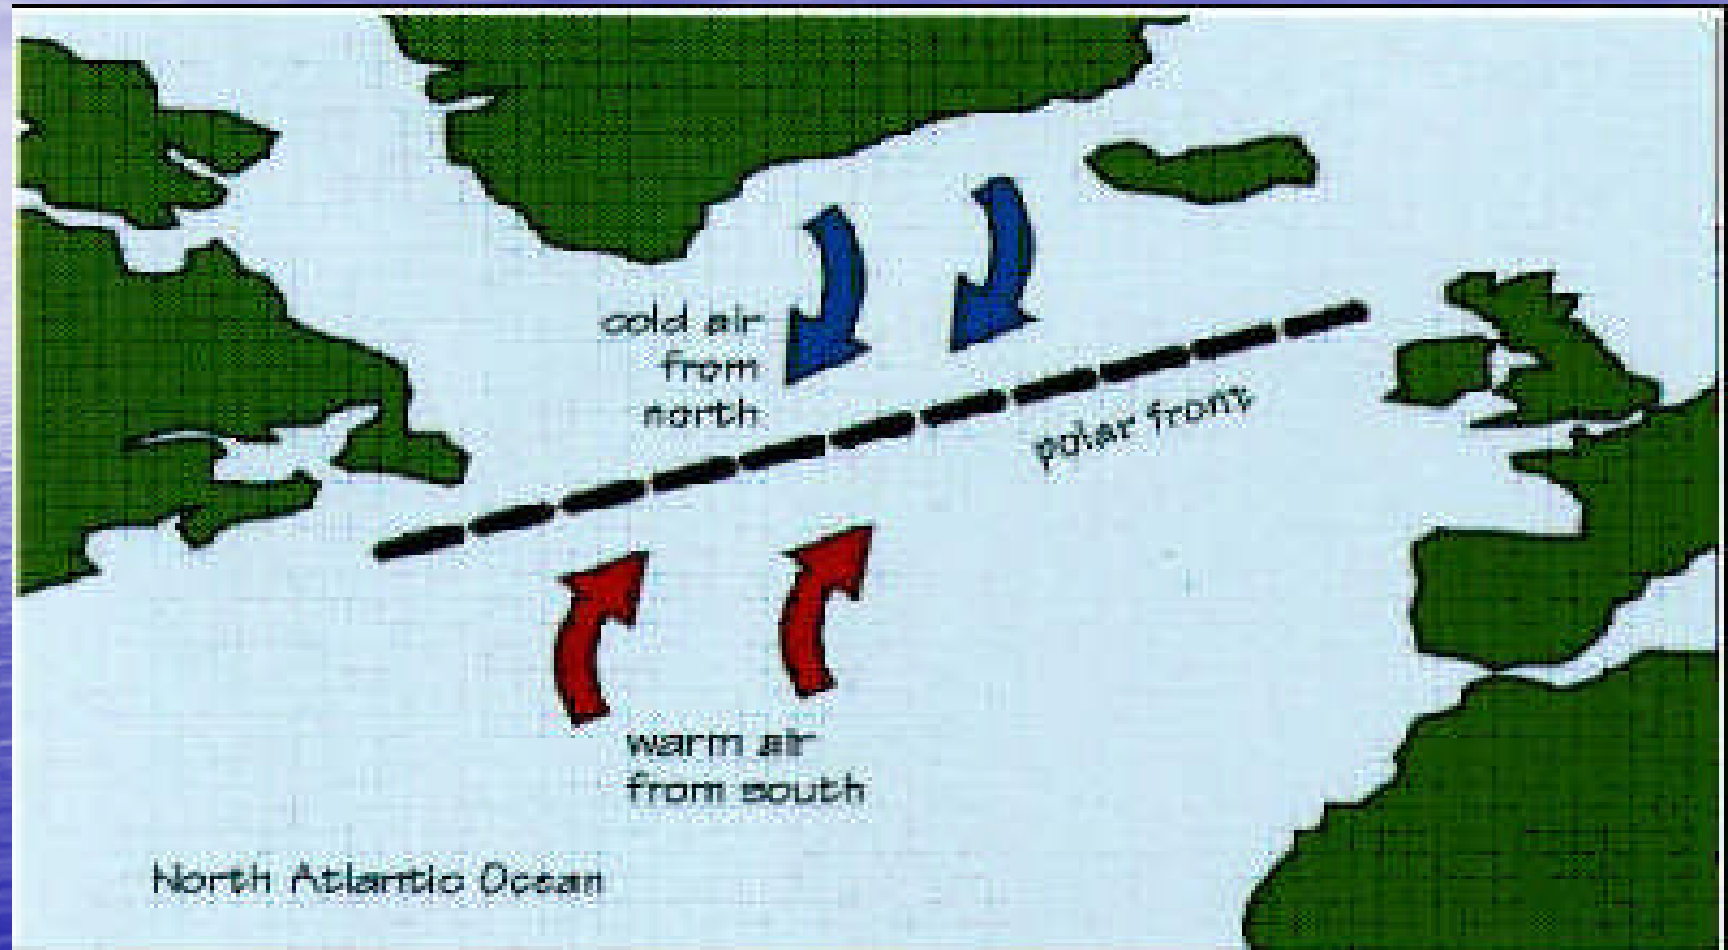 cold air
from
north
polar front
warm air
from south
North Atlantic Ocean